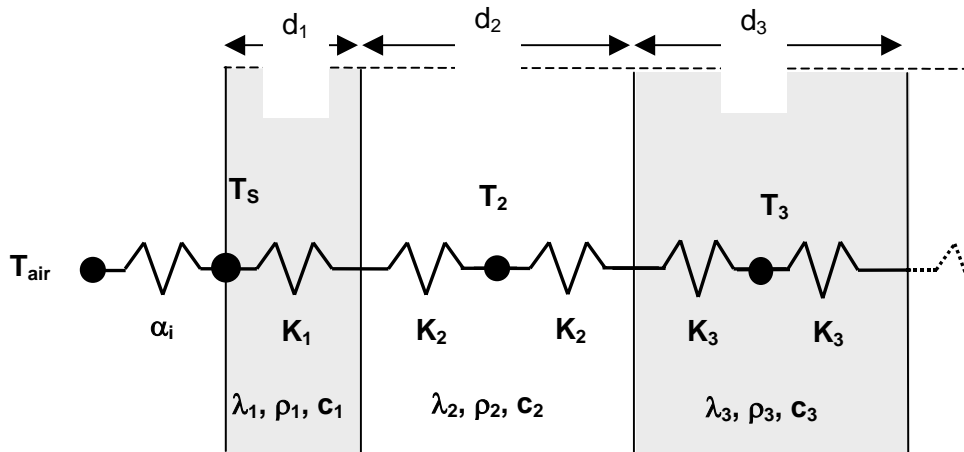 d₁ d₂ d₃
Tₛ T₂ T₃
Tair
αᵢ K₁ K₂ K₂ K₃ K₃
λ₁, ρ₁, c₁ λ₂, ρ₂, c₂ λ₃, ρ₃, c₃